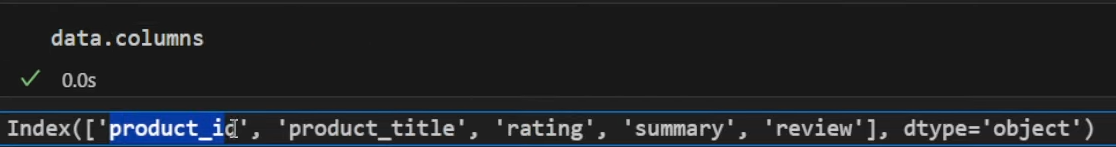 data.columns
0.0s
Index(['product_id', 'product_title', 'rating', 'summary', 'review'], dtype='object')